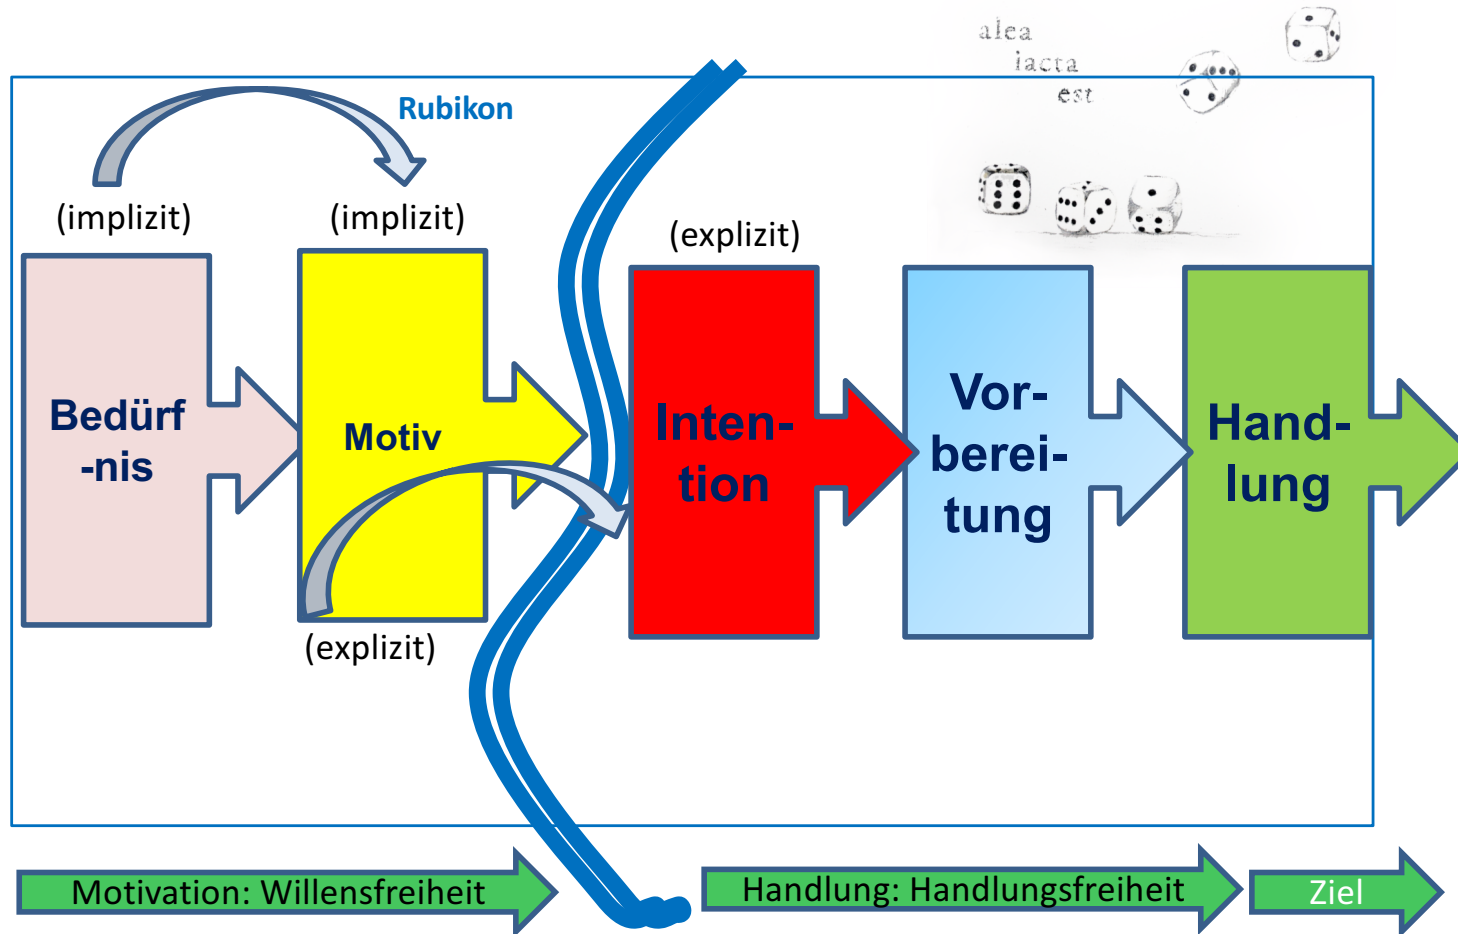 alea
iacta
est
Rubikon
(implizit)
(implizit)
(explizit)
Bedürf
-nis
Motiv
Inten-
tion
Vor-
berei-
tung
Hand-
lung
(explizit)
Motivation: Willensfreiheit
Handlung: Handlungsfreiheit
Ziel